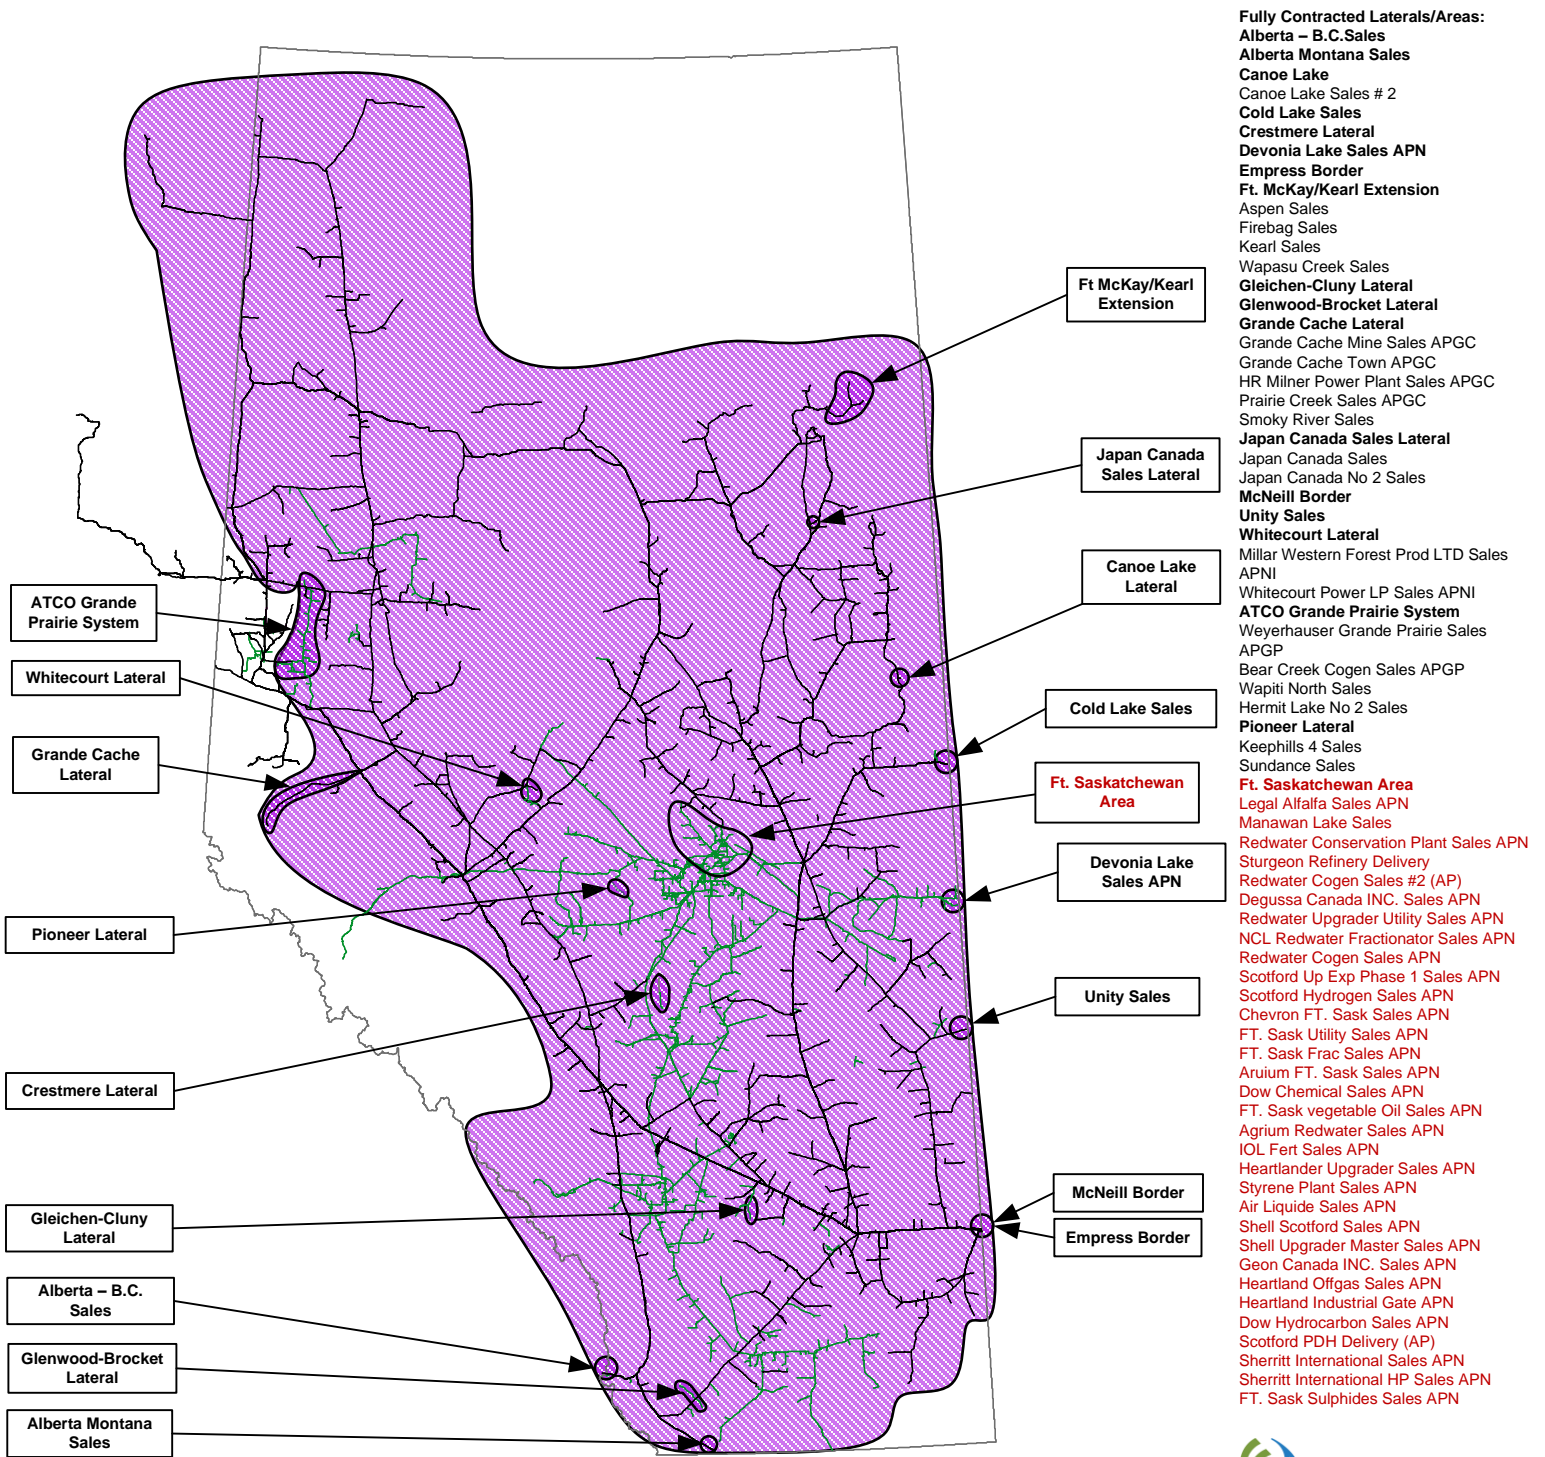 Fully Contracted Laterals/Areas:
Alberta – B.C.Sales
Alberta Montana Sales
Canoe Lake
Canoe Lake Sales # 2
Cold Lake Sales
Crestmere Lateral
Devonia Lake Sales APN
Empress Border
Ft. McKay/Kearl Extension
Aspen Sales
Firebag Sales
Kearl Sales
Wapasu Creek Sales
Gleichen-Cluny Lateral
Glenwood-Brocket Lateral
Grande Cache Lateral
Grande Cache Mine Sales APGC
Grande Cache Town APGC
HR Milner Power Plant Sales APGC
Prairie Creek Sales APGC
Smoky River Sales
Japan Canada Sales Lateral
Japan Canada Sales
Japan Canada No 2 Sales
McNeill Border
Unity Sales
Whitecourt Lateral
Millar Western Forest Prod LTD Sales
APNI
Whitecourt Power LP Sales APNI
ATCO Grande Prairie System
Weyerhauser Grande Prairie Sales
APGP
Bear Creek Cogen Sales APGP
Wapiti North Sales
Hermit Lake No 2 Sales
Pioneer Lateral
Keephills 4 Sales
Sundance Sales
Ft. Saskatchewan Area
Legal Alfalfa Sales APN
Manawan Lake Sales
Redwater Conservation Plant Sales APN
Sturgeon Refinery Delivery
Redwater Cogen Sales #2 (AP)
Degussa Canada INC. Sales APN
Redwater Upgrader Utility Sales APN
NCL Redwater Fractionator Sales APN
Redwater Cogen Sales APN
Scotford Up Exp Phase 1 Sales APN
Scotford Hydrogen Sales APN
Chevron FT. Sask Sales APN
FT. Sask Utility Sales APN
FT. Sask Frac Sales APN
Aruium FT. Sask Sales APN
Dow Chemical Sales APN
FT. Sask vegetable Oil Sales APN
Agrium Redwater Sales APN
IOL Fert Sales APN
Heartlander Upgrader Sales APN
Styrene Plant Sales APN
Air Liquide Sales APN
Shell Scotford Sales APN
Shell Upgrader Master Sales APN
Geon Canada INC. Sales APN
Heartland Offgas Sales APN
Heartland Industrial Gate APN
Dow Hydrocarbon Sales APN
Scotford PDH Delivery (AP)
Sherritt International Sales APN
Sherritt International HP Sales APN
FT. Sask Sulphides Sales APN
Ft McKay/Kearl
Extension
Japan Canada
Sales Lateral
Canoe Lake
Lateral
Cold Lake Sales
Ft. Saskatchewan
Area
Devonia Lake
Sales APN
Unity Sales
McNeill Border
Empress Border
ATCO Grande
Prairie System
Whitecourt Lateral
Grande Cache
Lateral
Pioneer Lateral
Crestmere Lateral
Gleichen-Cluny
Lateral
Alberta – B.C.
Sales
Glenwood-Brocket
Lateral
Alberta Montana
Sales